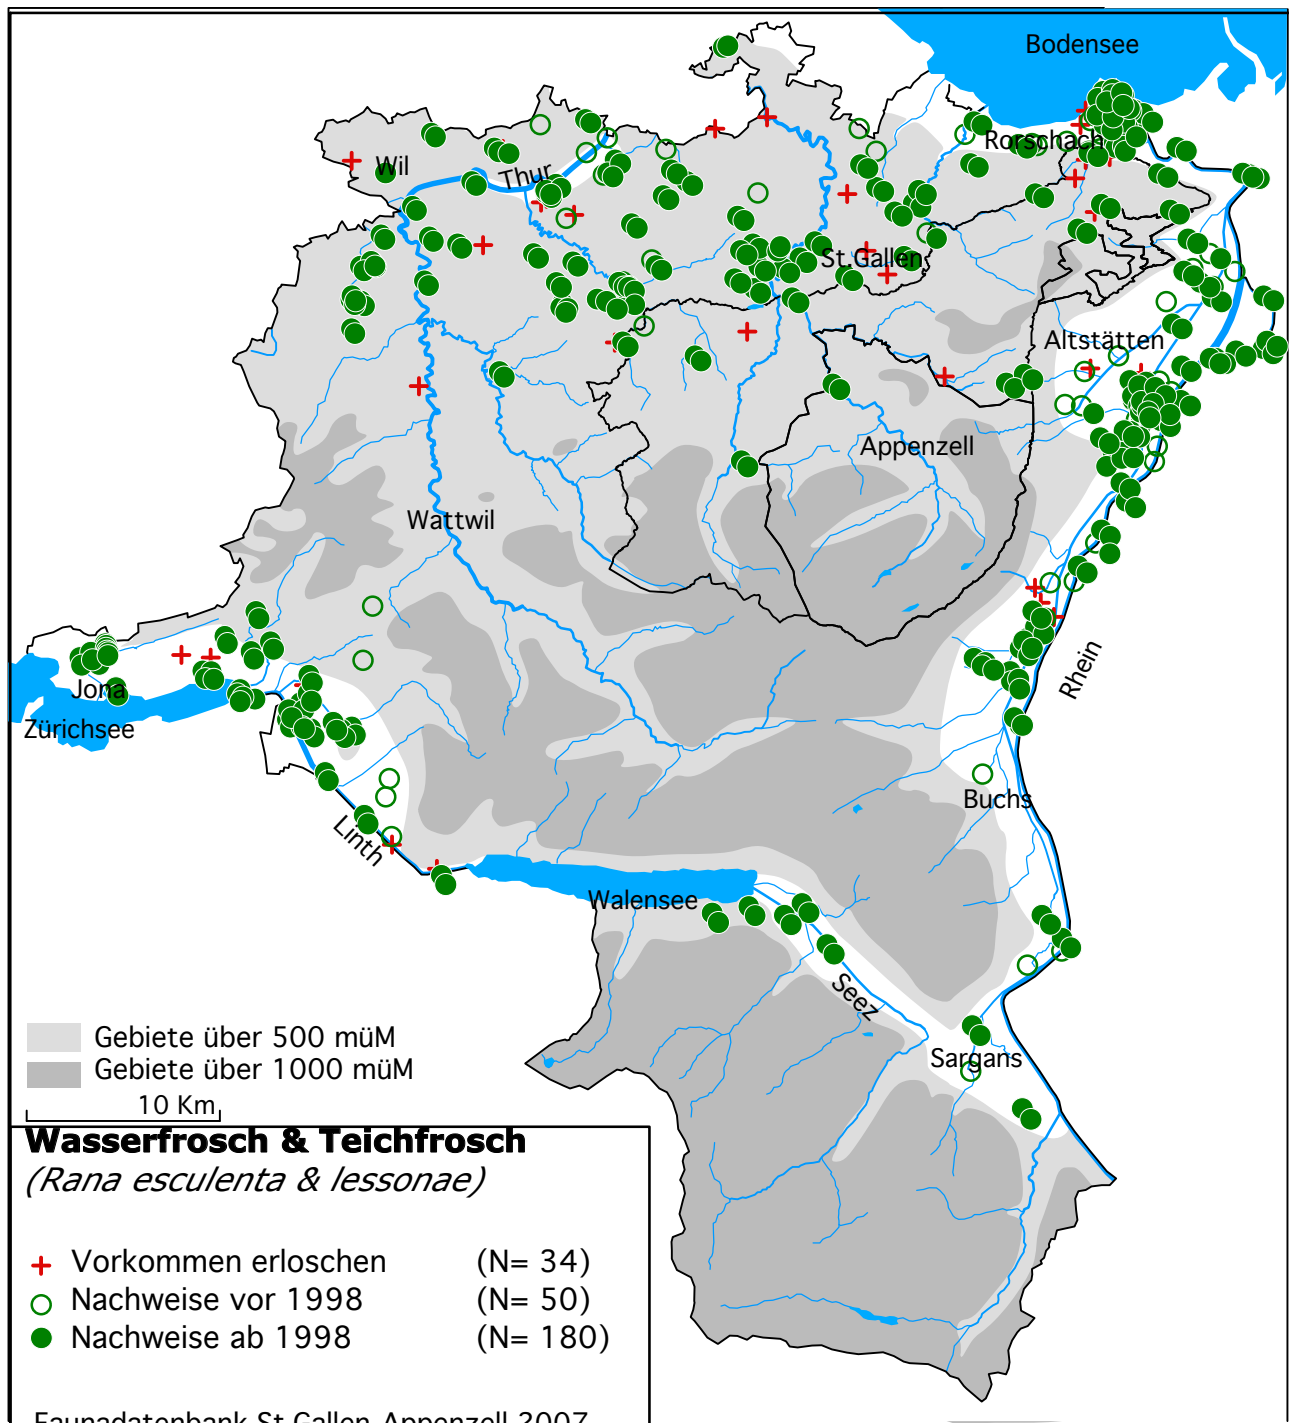 Bodensee
Rorschach
Wil
Thur
St.Gallen
Altstätten
Appenzell
Wattwil
Rhein
Jona
Zürichsee
Buchs
Linth
Walensee
Seez
Sargans
Gebiete über 500 müM
Gebiete über 1000 müM
10 Km
Wasserfrosch & Teichfrosch
(Rana esculenta & lessonae)
Vorkommen erloschen (N= 34)
Nachweise vor 1998 (N= 50)
Nachweise ab 1998 (N= 180)
Faunadatenbank St.Gallen-Appenzell 2007